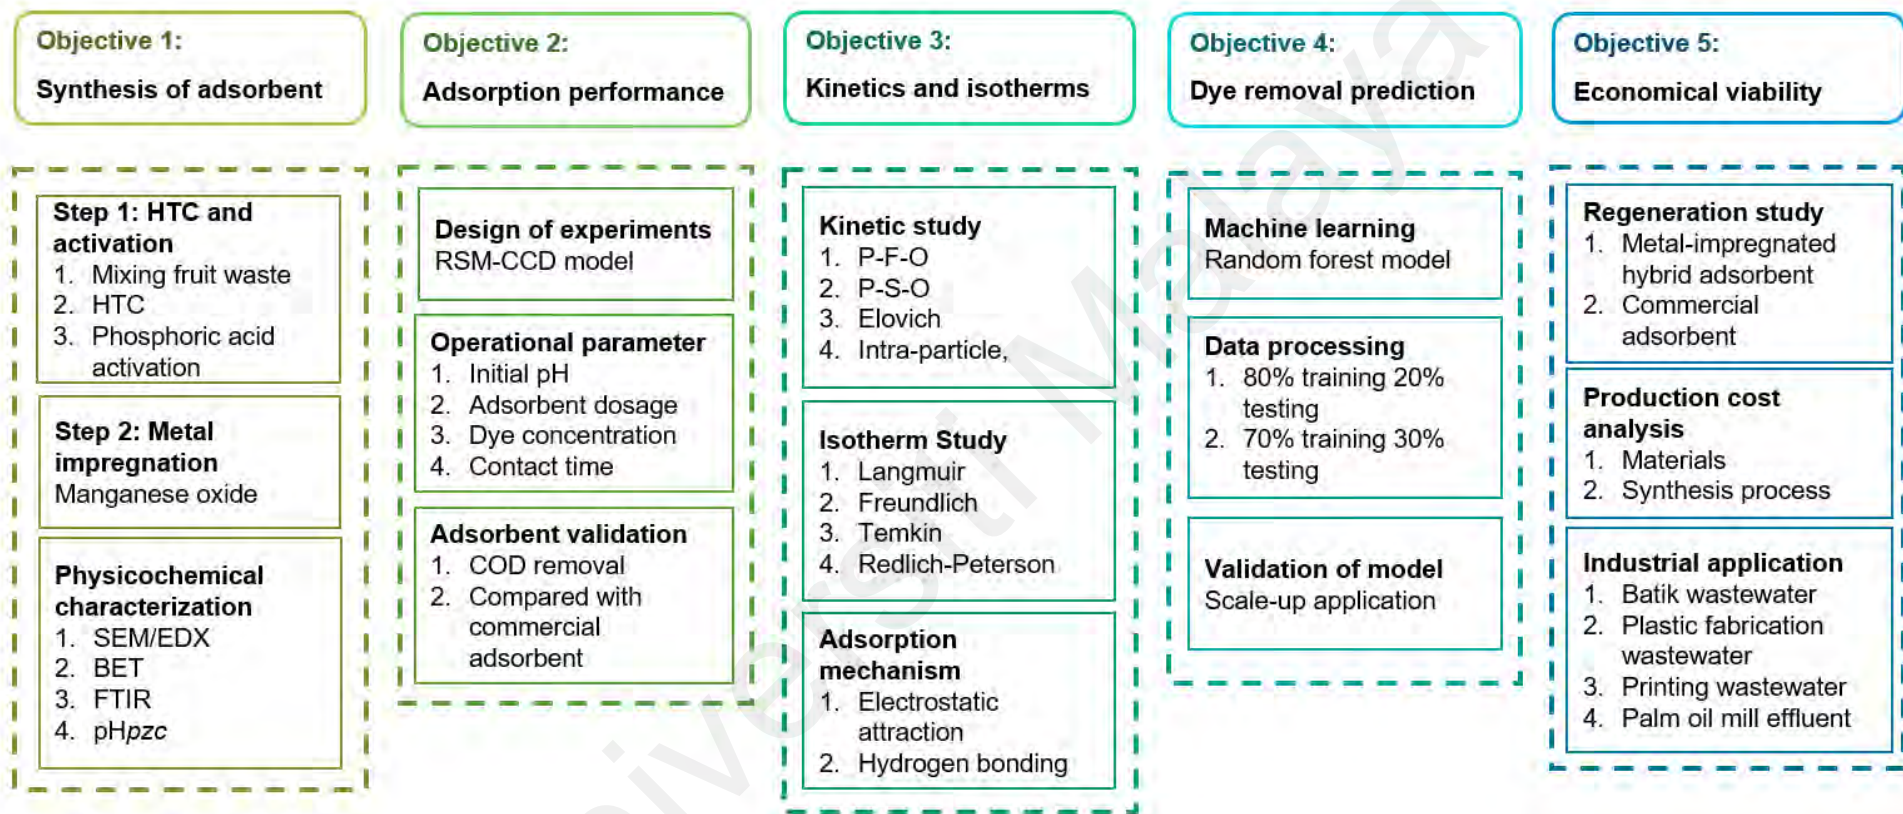 Objective 1:
Synthesis of adsorbent
Step 1: HTC and
activation
1. Mixing fruit waste
2. HTC
3. Phosphoric acid
activation
Step 2: Metal
impregnation
Manganese oxide
Physicochemical
characterization
1. SEM/EDX
2. BET
3. FTIR
4. pHpzc
Objective 2:
Adsorption performance
Design of experiments
RSM-CCD model
Operational parameter
1. Initial pH
2. Adsorbent dosage
3. Dye concentration
4. Contact time
Adsorbent validation
1. COD removal
2. Compared with
commercial
adsorbent
Objective 3:
Kinetics and isotherms
Kinetic study
1. P-F-O
2. P-S-O
3. Elovich
4. Intra-particle,
Isotherm Study
1. Langmuir
2. Freundlich
3. Temkin
4. Redlich-Peterson
Adsorption
mechanism
1. Electrostatic
attraction
2. Hydrogen bonding
Objective 4:
Dye removal prediction
Machine learning
Random forest model
Data processing
1. 80% training 20%
testing
2. 70% training 30%
testing
Validation of model
Scale-up application
Objective 5:
Economical viability
Regeneration study
1. Metal-impregnated
hybrid adsorbent
2. Commercial
adsorbent
Production cost
analysis
1. Materials
2. Synthesis process
Industrial application
1. Batik wastewater
2. Plastic fabrication
wastewater
3. Printing wastewater
4. Palm oil mill effluent
iversiti Malaya